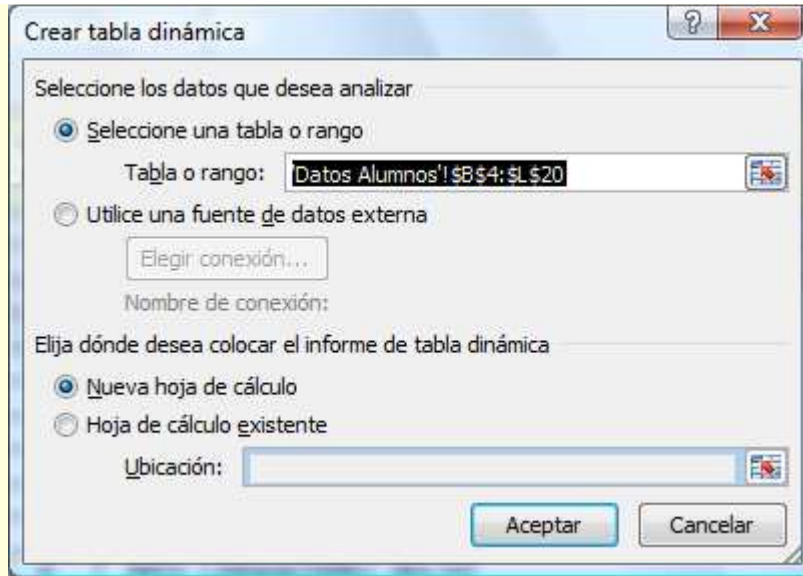 Crear tabla dinámica
Seleccione los datos que desea analizar
Seleccione una tabla o rango
Tabla o rango: 'Datos Alumnos'!$B$4:$L$20
Utilice una fuente de datos externa
Elegir conexión...
Nombre de conexión:
Elija dónde desea colocar el informe de tabla dinámica
Nueva hoja de cálculo
Hoja de cálculo existente
Ubicación:
Aceptar Cancelar